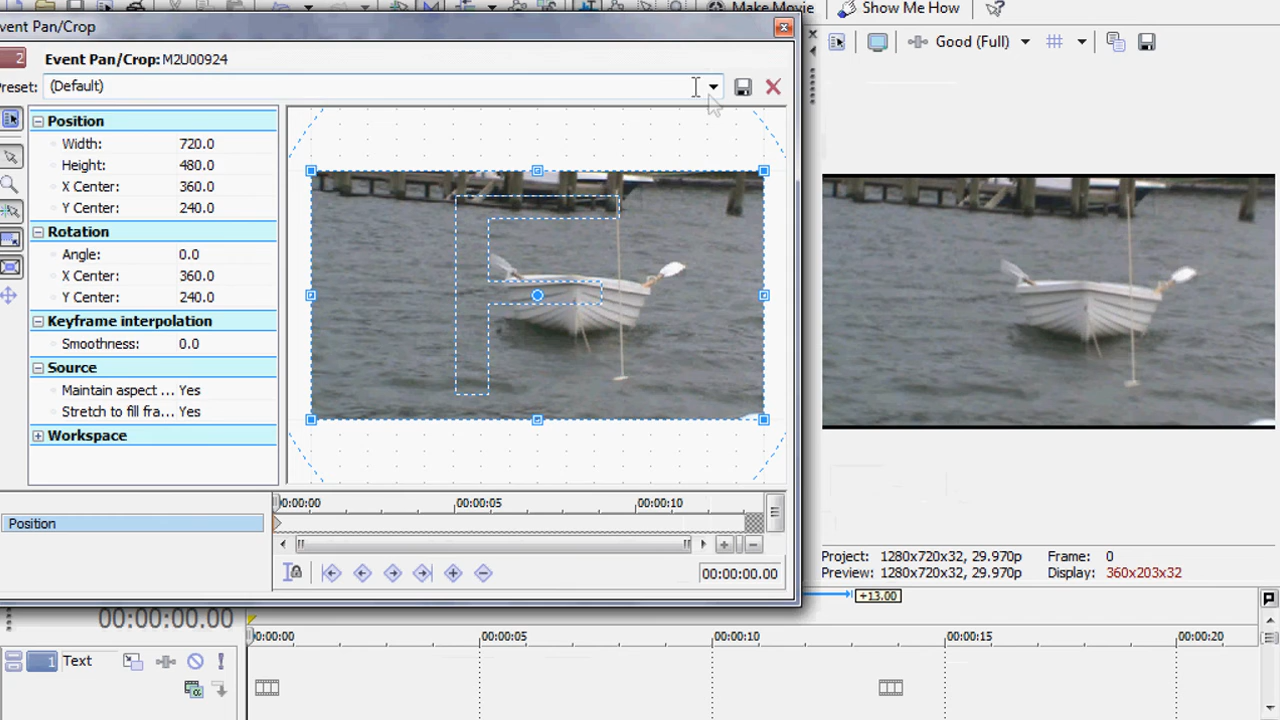 Make Movie
Show Me How
vent Pan/Crop
2
Event Pan/Crop: M2U00924
Good (Full)
Preset:
(Default)
Position
Width: 720.0
Height: 480.0
X Center: 360.0
Y Center: 240.0
Rotation
Angle: 0.0
X Center: 360.0
Y Center: 240.0
Keyframe interpolation
Smoothness: 0.0
Source
Maintain aspect ... Yes
Stretch to fill fra... Yes
Workspace
F
0:00:00
00:00:05
00:00:10
Position
00:00:00.00
Project: 1280x720x32, 29.970p
Frame: 0
Preview: 1280x720x32, 29.970p
Display: 360x203x32
+13.00
00:00:00.00
0:00:00
00:00:05
00:00:10
00:00:15
00:00:20
1
Text